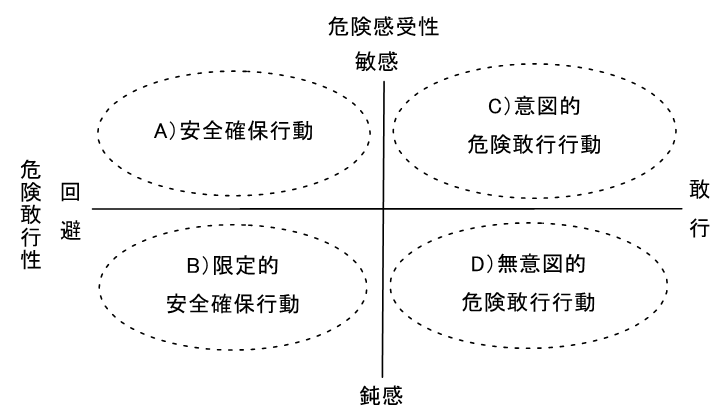 危険感受性
敏感
A)安全確保行動
C)意図的
危険敢行行動
危険敢行性
回避
敢行
B)限定的
安全確保行動
D)無意図的
危険敢行行動
鈍感